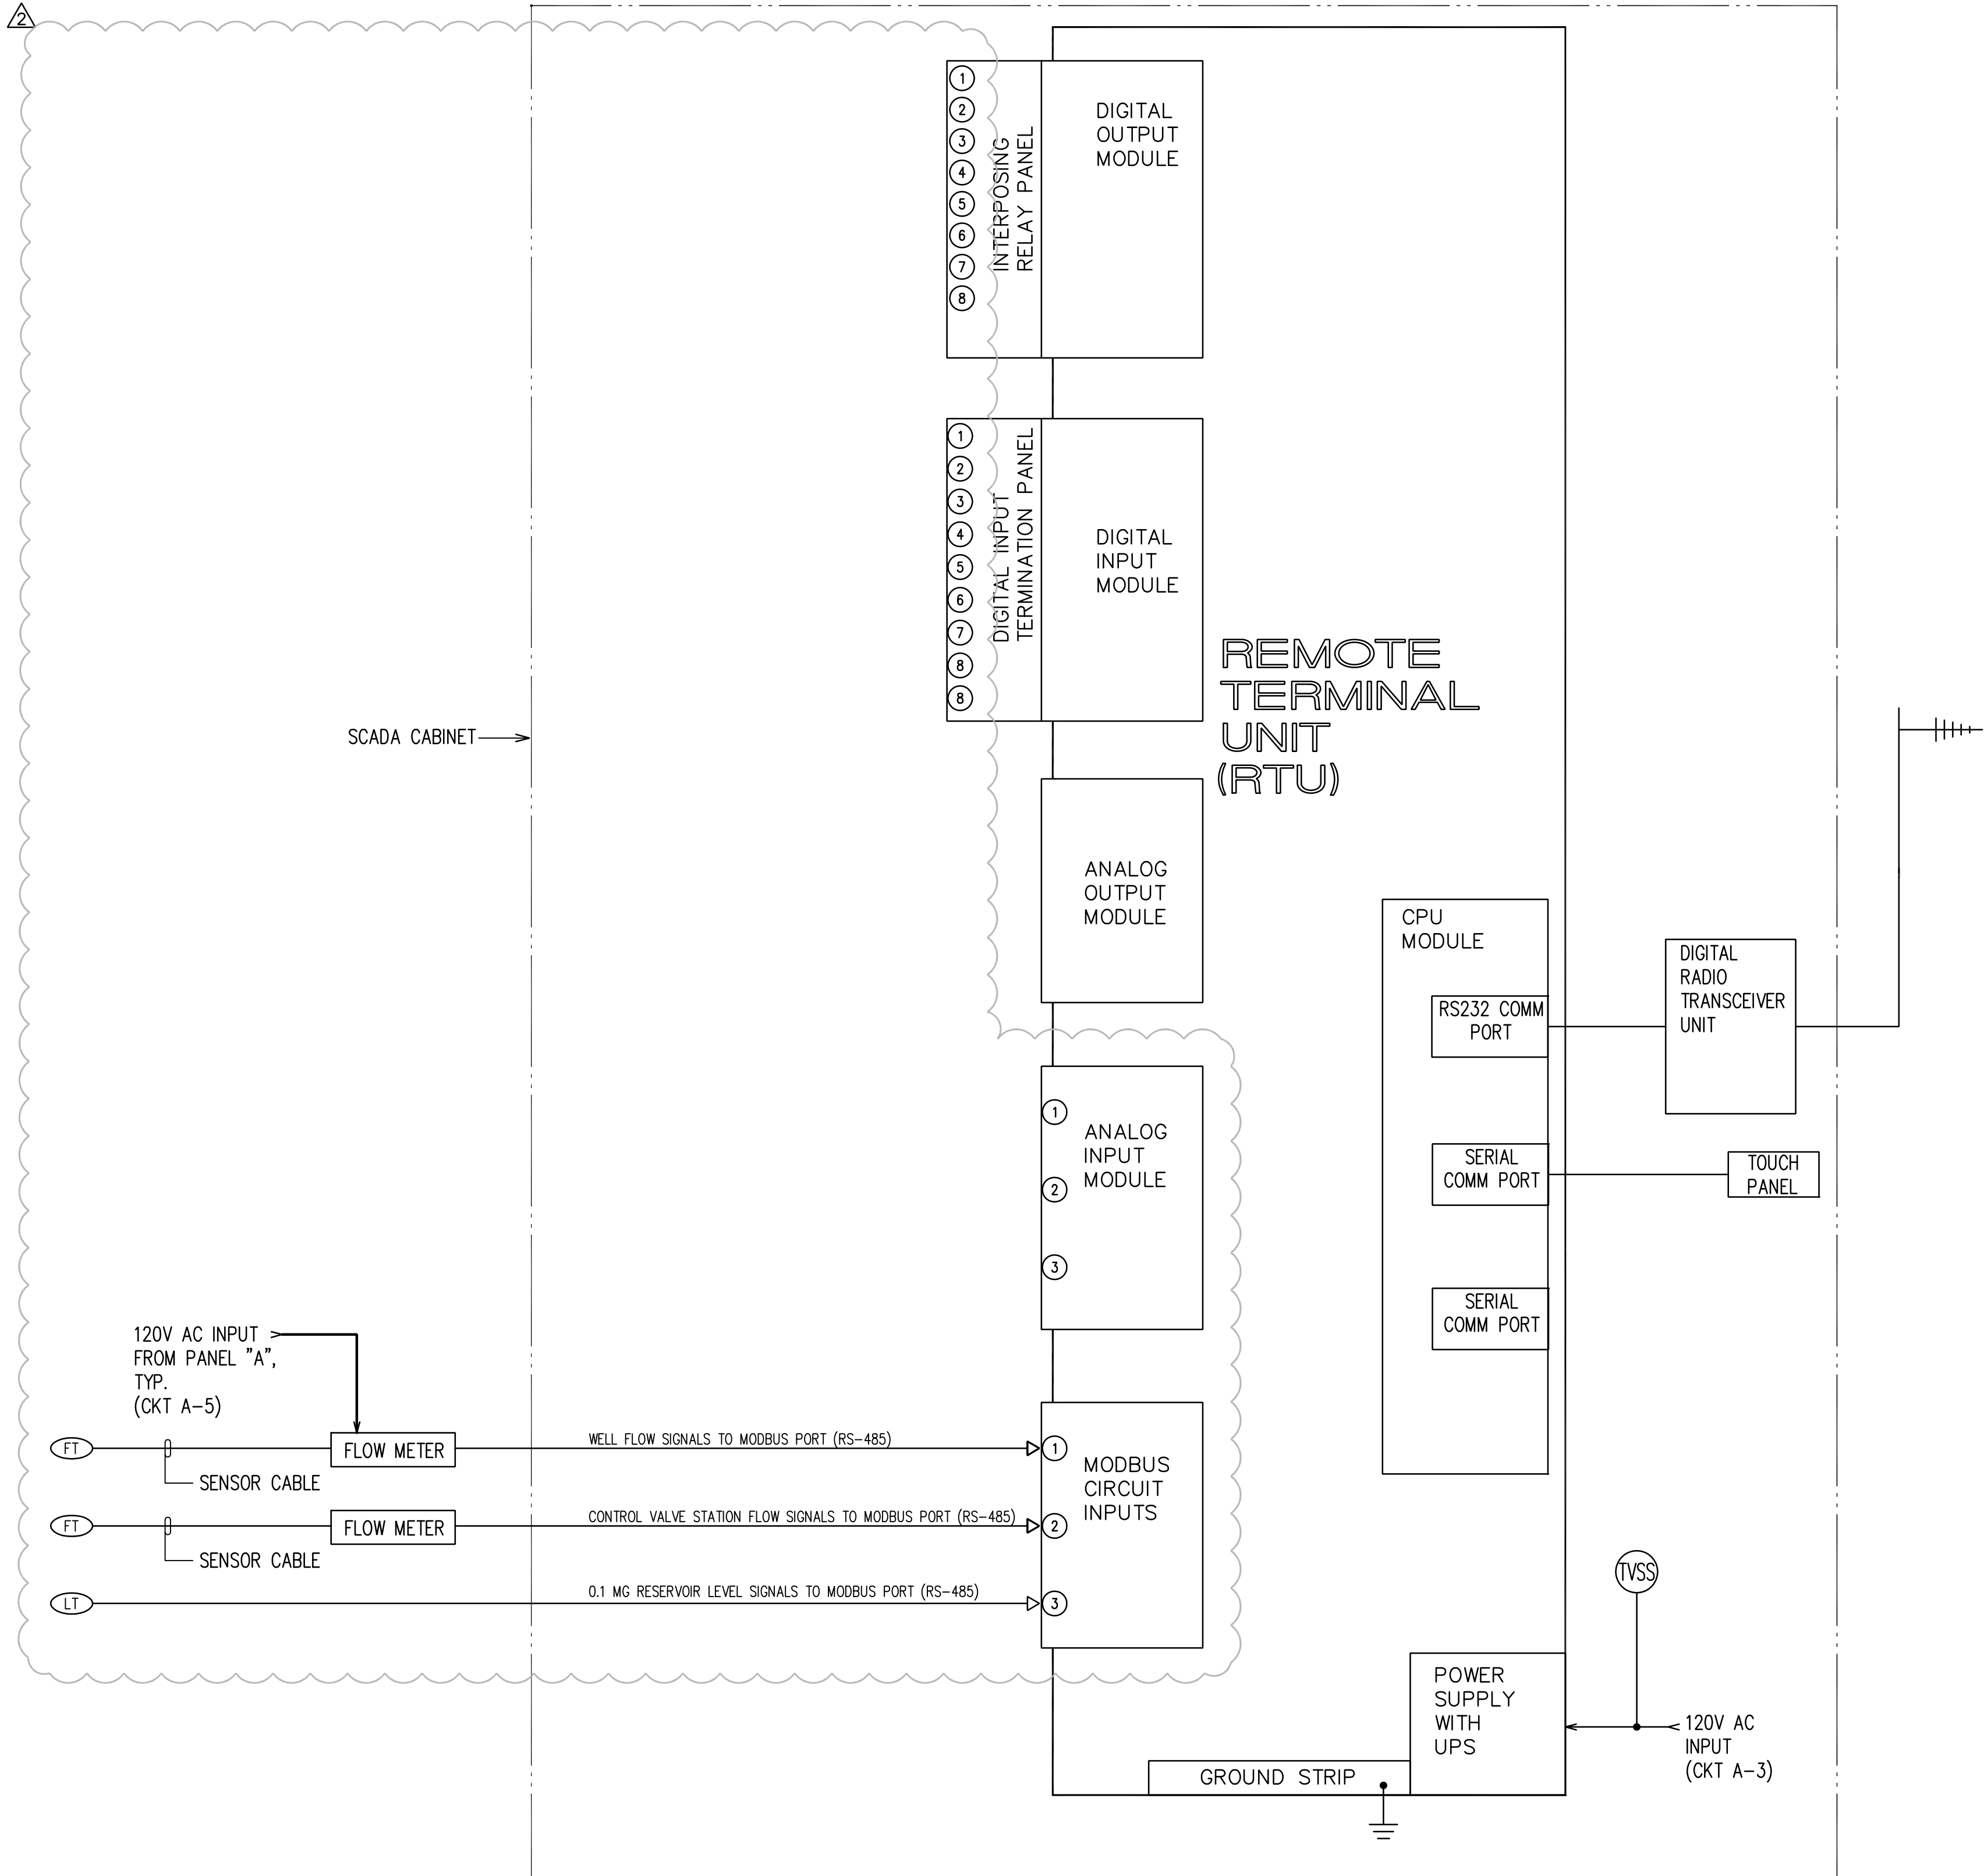 2
1
2
3
4
5
6
7
8
INTERPOSING
RELAY PANEL
DIGITAL
OUTPUT
MODULE
1
2
3
4
5
6
7
8
8
DIGITAL INPUT
TERMINATION PANEL
DIGITAL
INPUT
MODULE
REMOTE
TERMINAL
UNIT
(RTU)
SCADA CABINET
ANALOG
OUTPUT
MODULE
CPU
MODULE
RS232 COMM
PORT
DIGITAL
RADIO
TRANSCEIVER
UNIT
1
2
3
ANALOG
INPUT
MODULE
SERIAL
COMM PORT
TOUCH
PANEL
SERIAL
COMM PORT
120V AC INPUT
FROM PANEL "A",
TYP.
(CKT A-5)
FT
FLOW METER
WELL FLOW SIGNALS TO MODBUS PORT (RS-485)
1
SENSOR CABLE
MODBUS
CIRCUIT
INPUTS
FT
FLOW METER
CONTROL VALVE STATION FLOW SIGNALS TO MODBUS PORT (RS-485)
2
SENSOR CABLE
LT
0.1 MG RESERVOIR LEVEL SIGNALS TO MODBUS PORT (RS-485)
3
TVSS
POWER
SUPPLY
WITH
UPS
120V AC
INPUT
(CKT A-3)
GROUND STRIP